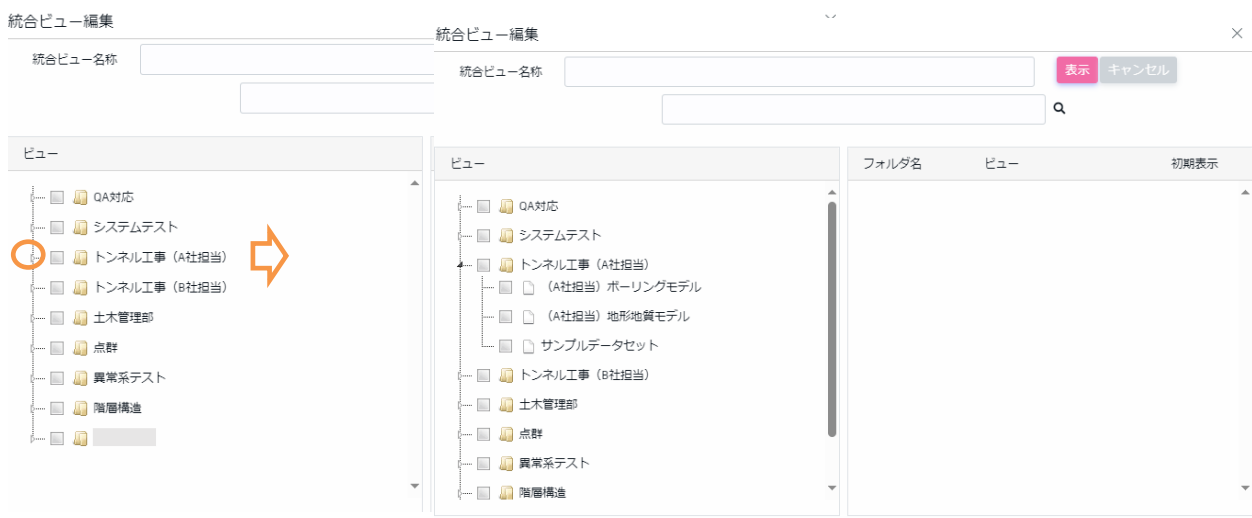 統合ビュー編集
統合ビュー名称
ビュー
QA対応
システムテスト
トンネル工事（A社担当）
トンネル工事（B社担当）
土木管理部
点群
異常系テスト
階層構造
統合ビュー編集
統合ビュー名称
表示 キャンセル
ビュー
QA対応
システムテスト
トンネル工事（A社担当）
（A社担当）ボーリングモデル
（A社担当）地形地質モデル
サンプルデータセット
トンネル工事（B社担当）
土木管理部
点群
異常系テスト
階層構造
フォルダ名 ビュー 初期表示